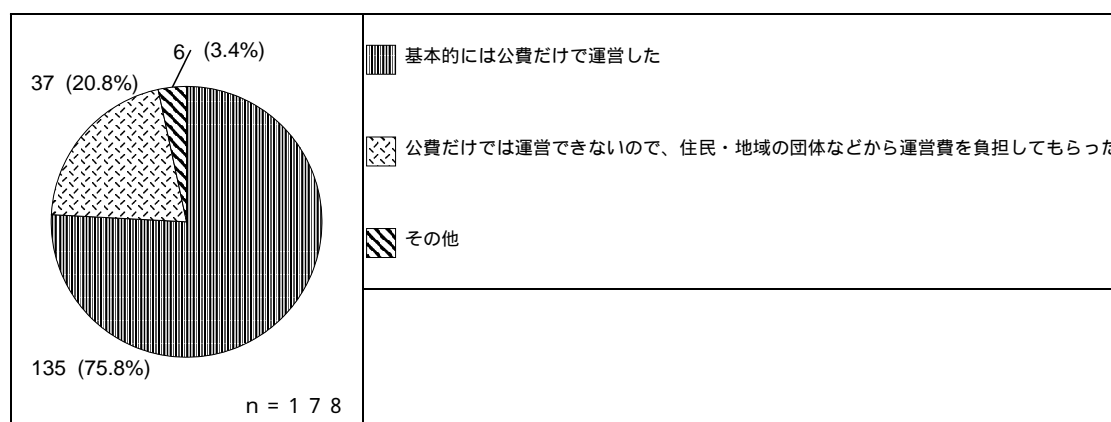 6 (3.4%)
37 (20.8%)
135 (75.8%)
n=178
基本的には公費だけで運営した
公費だけでは運営できないので、住民・地域の団体などから運営費を負担してもらった
その他